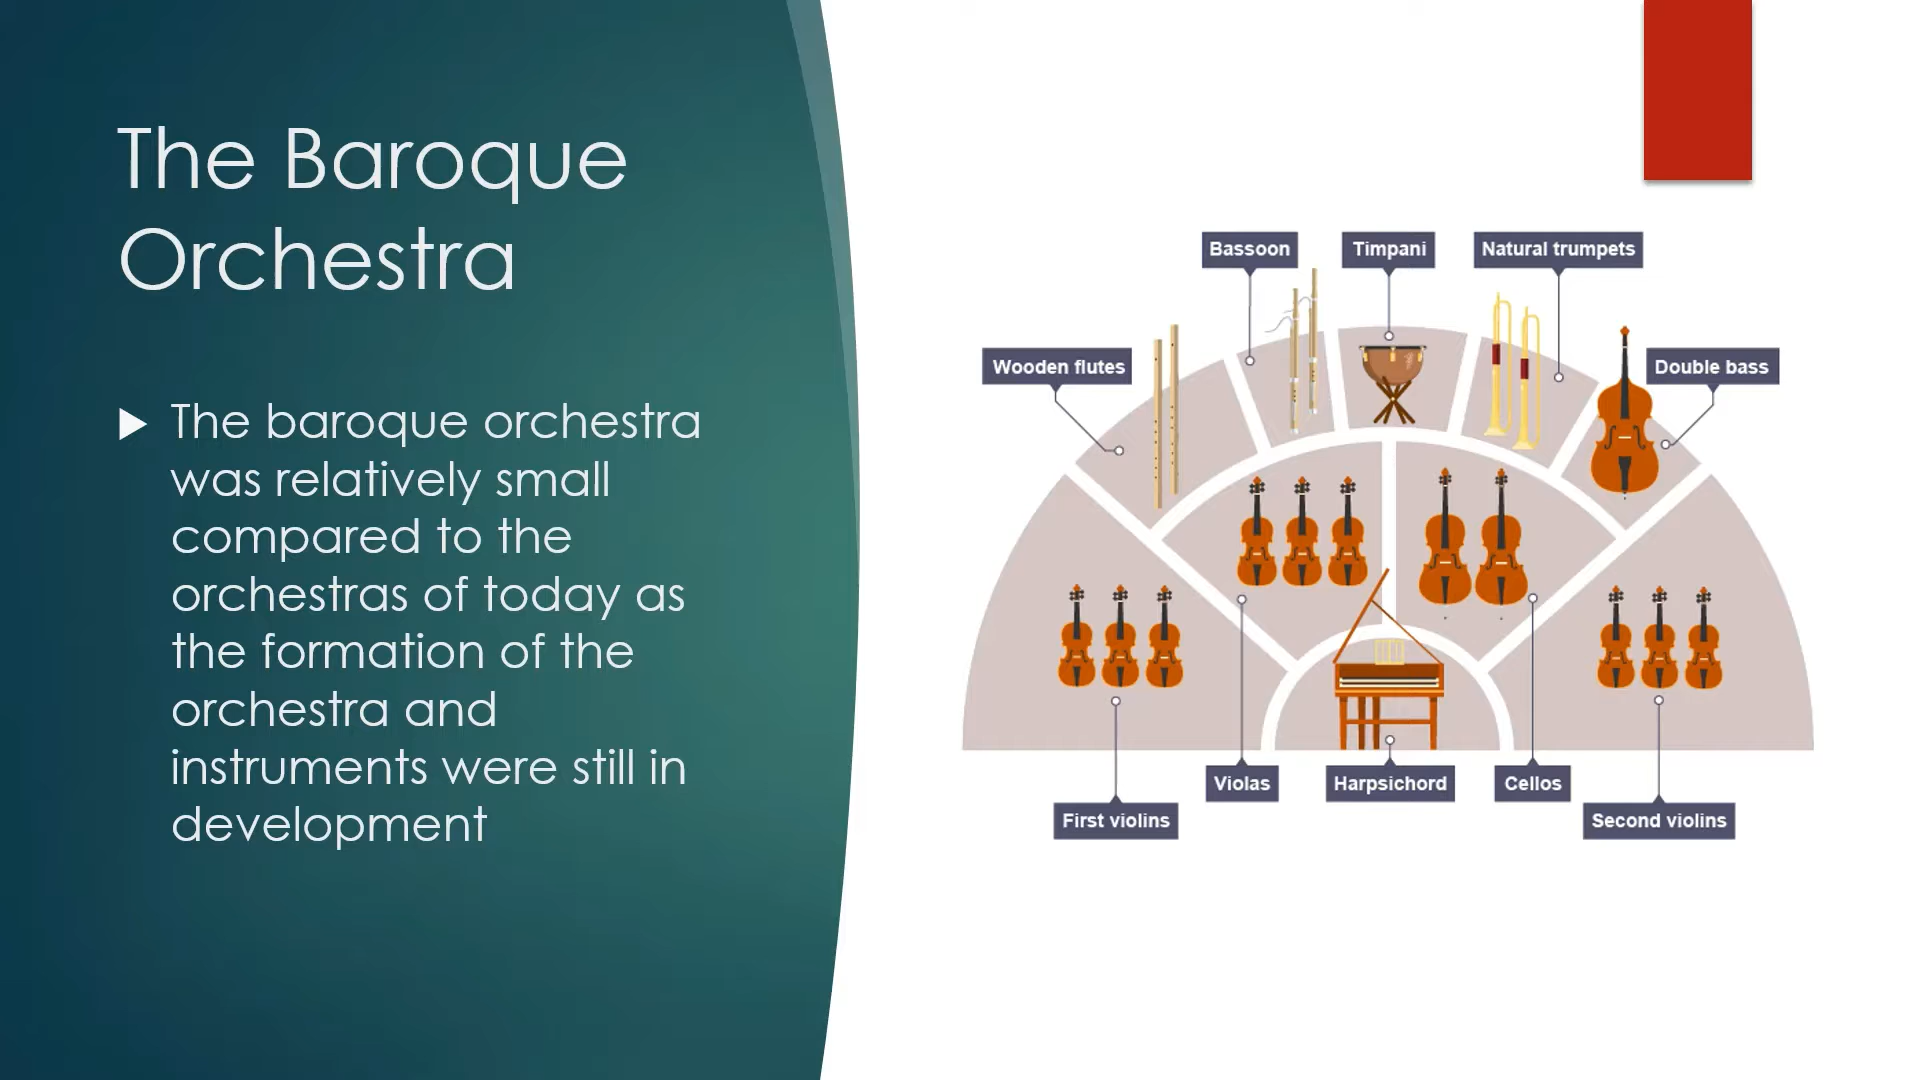 The Baroque
Orchestra
The baroque orchestra
was relatively small
compared to the
orchestras of today as
the formation of the
orchestra and
instruments were still in
development
Bassoon
Timpani
Natural trumpets
Wooden flutes
Double bass
Violas
Harpsichord
Cellos
First violins
Second violins